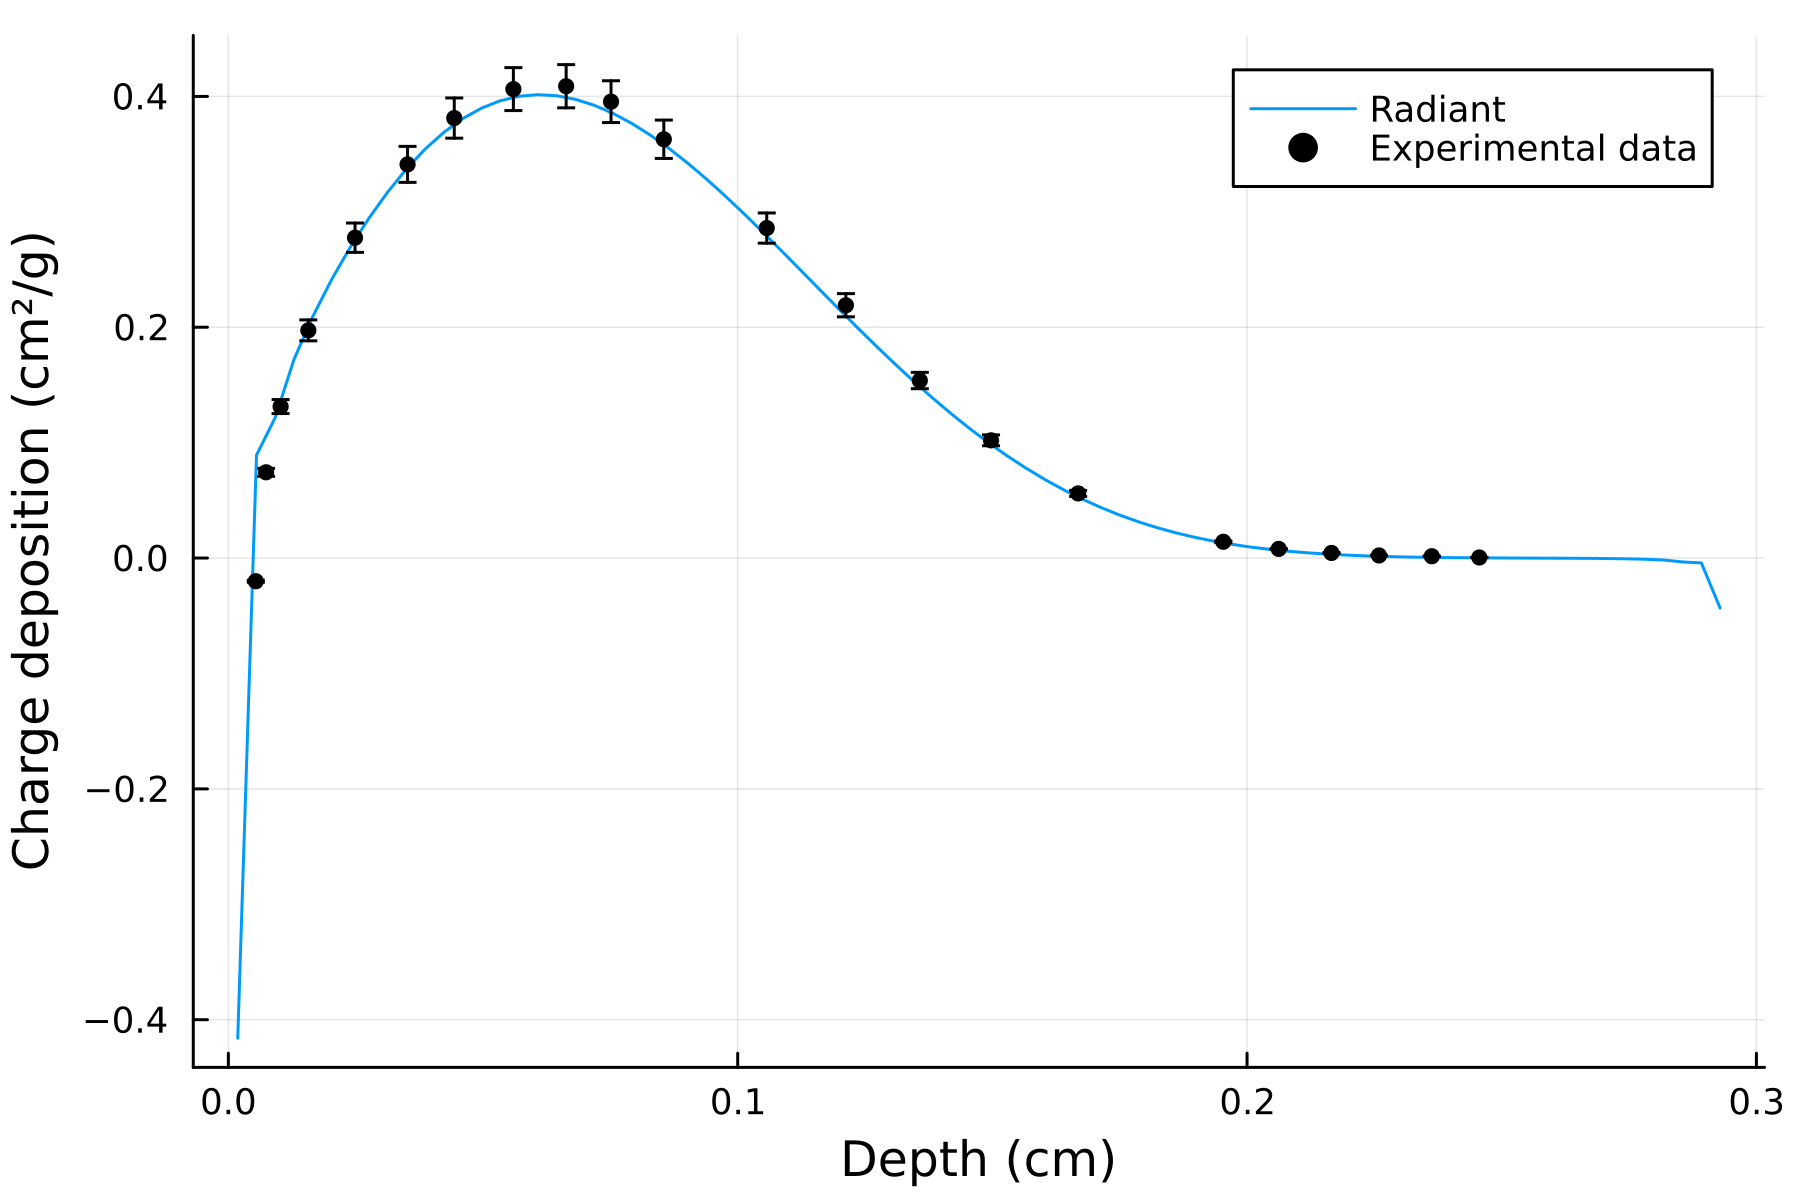 Radiant
Experimental data
Charge deposition (cm²/g)
0.4
0.2
0.0
−0.2
−0.4
0.0
0.1
0.2
0.3
Depth (cm)